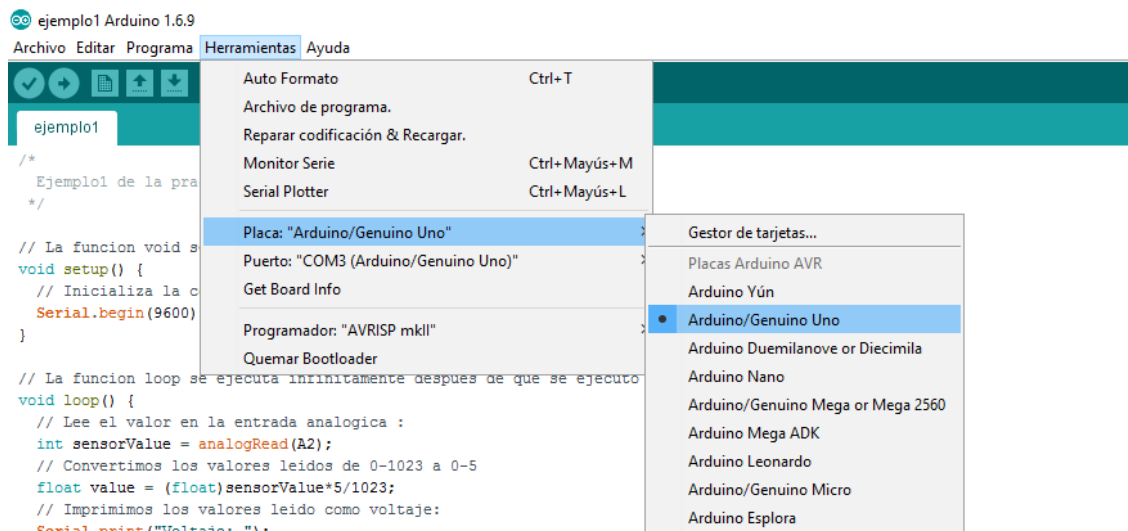 ejemplo1 Arduino 1.6.9
Archivo Editar Programa Herramientas Ayuda
Auto Formato Ctrl+T
Archivo de programa.
Reparar codificación & Recargar.
Monitor Serie Ctrl+Mayús+M
Serial Plotter Ctrl+Mayús+L
Placa: "Arduino/Genuino Uno"
Puerto: "COM3 (Arduino/Genuino Uno)"
Get Board Info
Programador: "AVRISP mkII"
Quemar Bootloader
Gestor de tarjetas...
Placas Arduino AVR
Arduino Yún
Arduino/Genuino Uno
Arduino Duemilanove or Diecimila
Arduino Nano
Arduino/Genuino Mega or Mega 2560
Arduino Mega ADK
Arduino Leonardo
Arduino/Genuino Micro
Arduino Esplora
ejemplo1
/*
Ejemplo1 de la pra
*/
// La funcion void s
void setup() {
// Inicializa la c
Serial.begin(9600)
}
// La funcion loop se ejecuta infinitamente despues de que se ejecuto
void loop() {
// Lee el valor en la entrada analogica :
int sensorValue = analogRead(A2);
// Convertimos los valores leidos de 0-1023 a 0-5
float value = (float)sensorValue*5/1023;
// Imprimimos los valores leido como voltaje:
Serial.print("Voltaje: ");